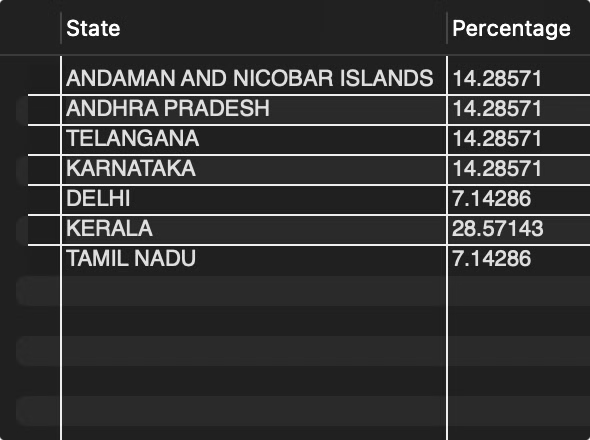 State Percentage
ANDAMAN AND NICOBAR ISLANDS 14.28571
ANDHRA PRADESH 14.28571
TELANGANA 14.28571
KARNATAKA 14.28571
DELHI 7.14286
KERALA 28.57143
TAMIL NADU 7.14286